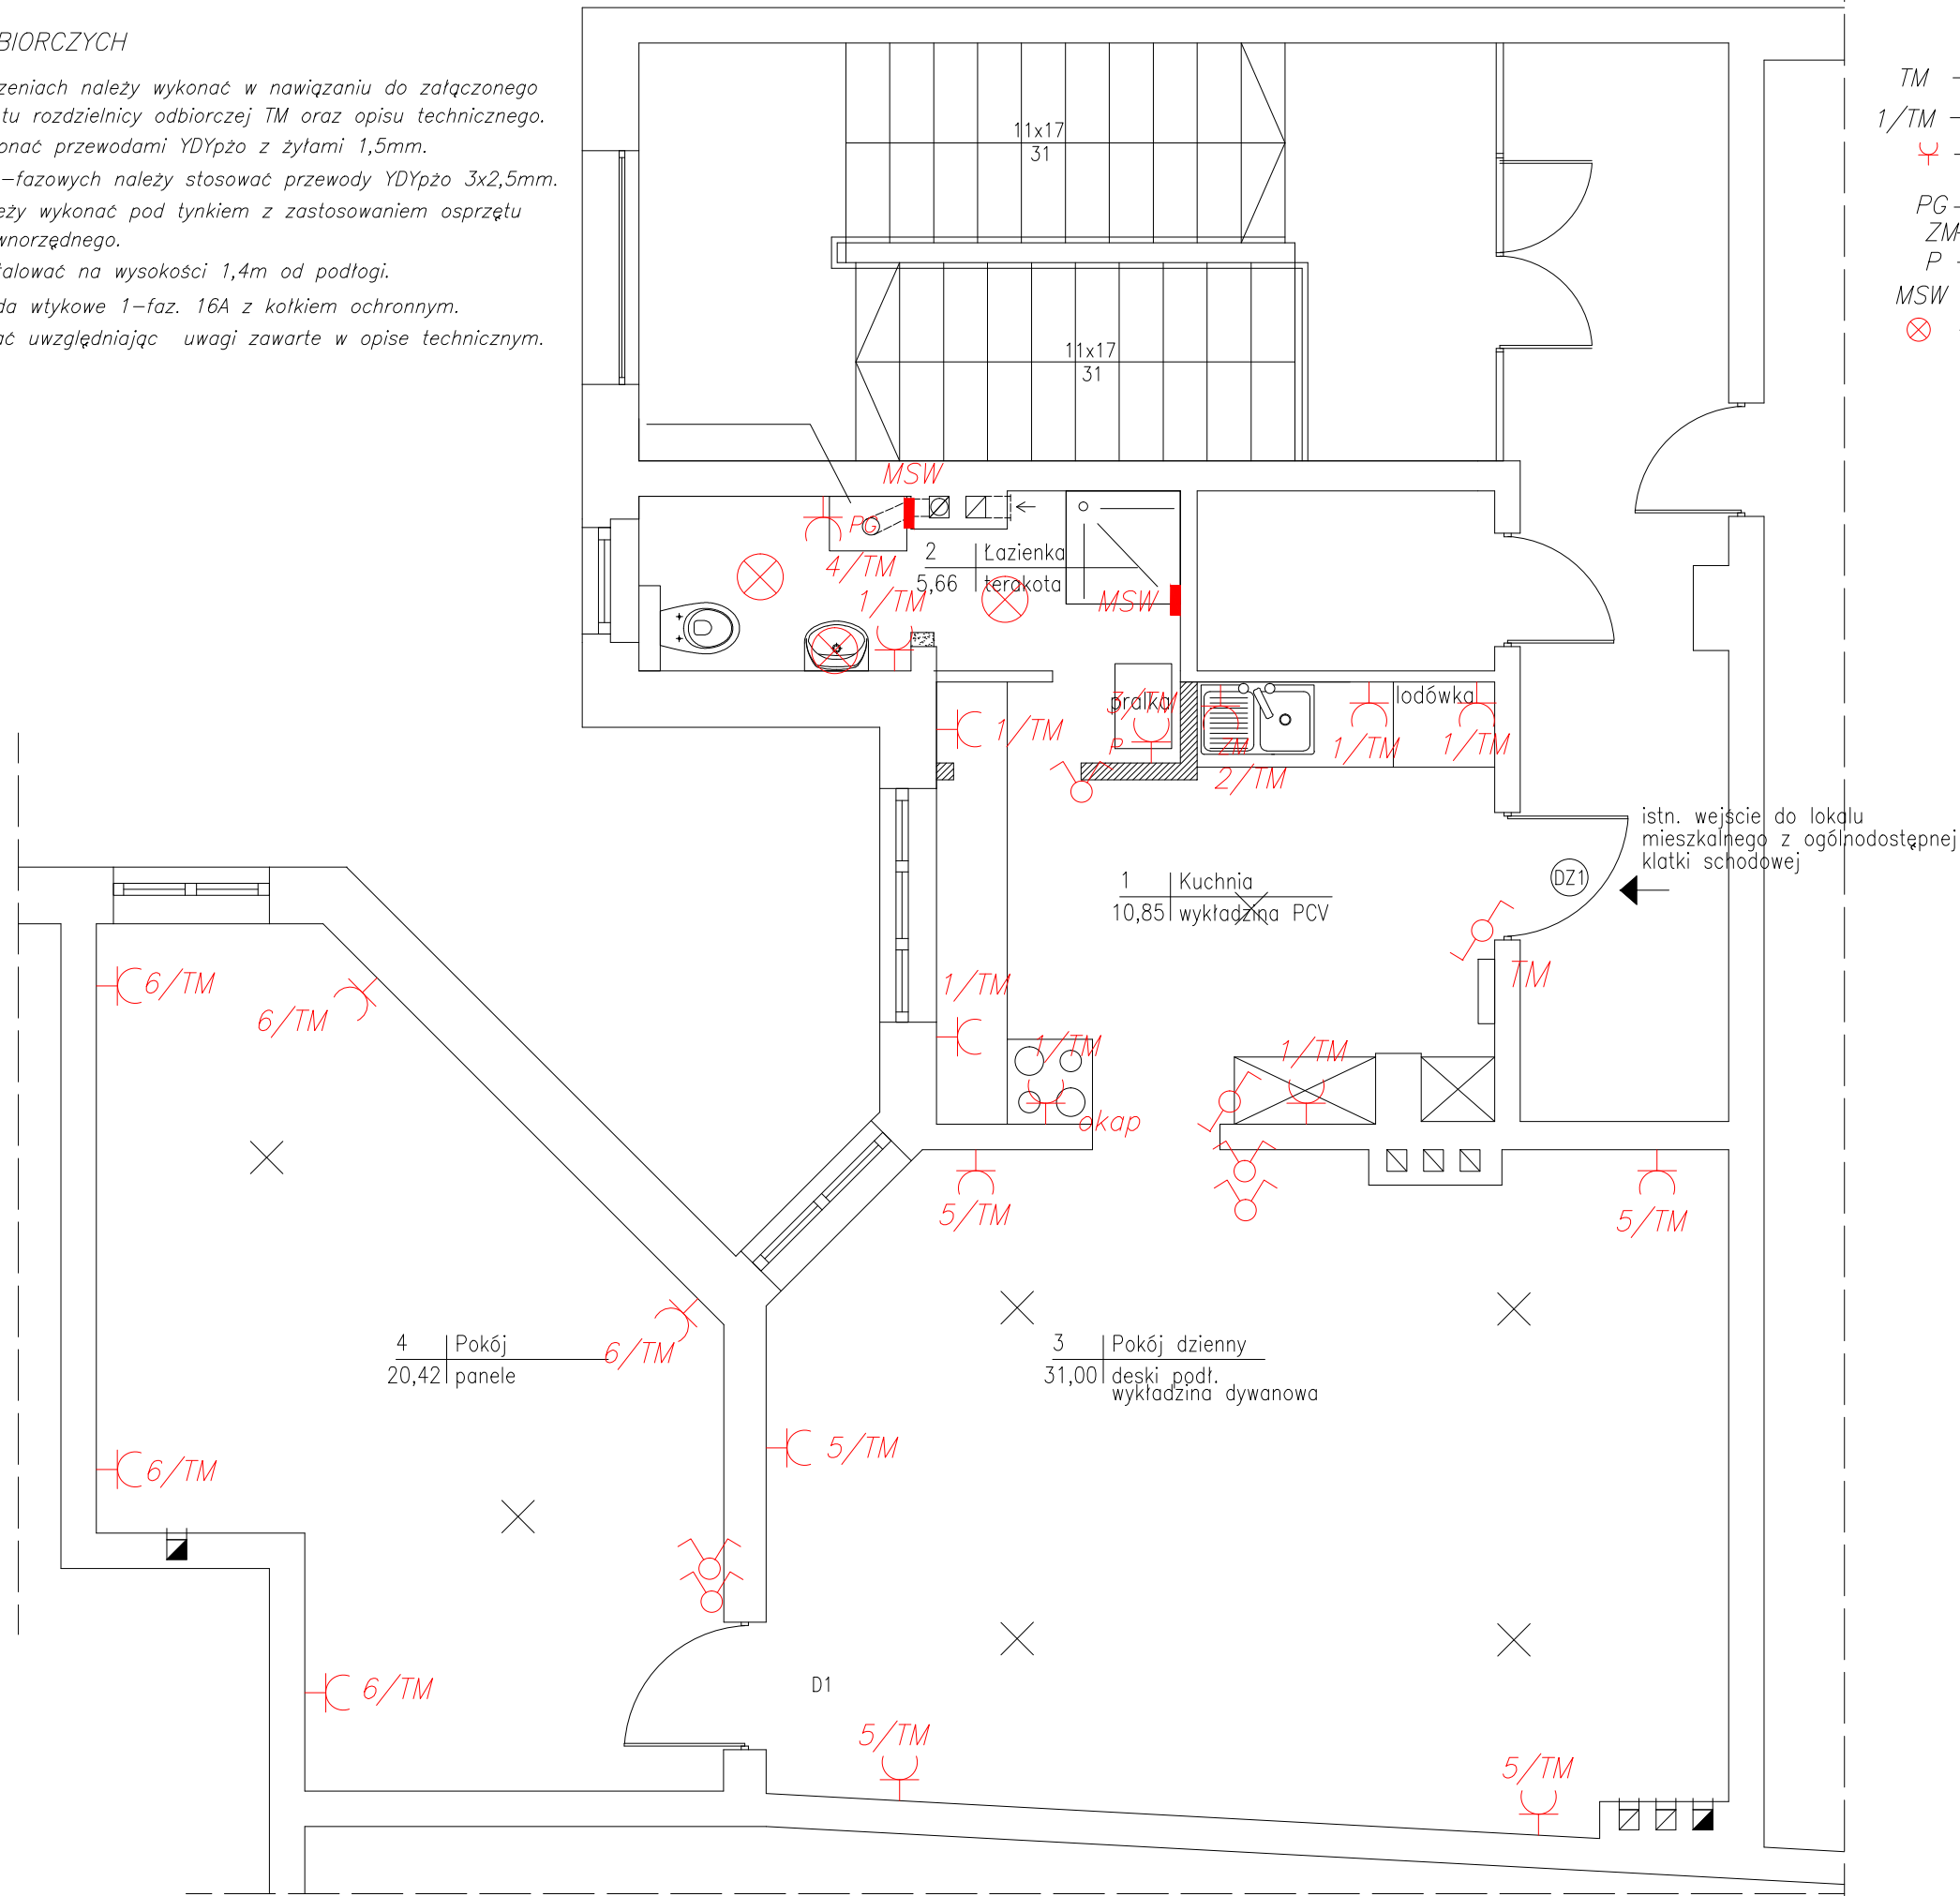 BIORCZYCH
zeniach należy wykonać w nawiązaniu do załączonego
tu rozdzielnicy odbiorczej TM oraz opisu technicznego.
onać przewodami YDYpżo z żyłami 1,5mm.
-fazowych należy stosować przewody YDYpżo 3x2,5mm.
eży wykonać pod tynkiem z zastosowaniem osprzętu
wnorzędnego.
talować na wysokości 1,4m od podłogi.
da wtykowe 1-faz. 16A z kołkiem ochronnym.
ać uwzględniając uwagi zawarte w opise technicznym.
TM -
1/TM -
-
PG -
ZM-
P -
MSW
11x17
31
11x17
31
MSW
PG
4/TM
2 Łazienka
5,66 terakota
1/TM
MSW
pralka
3/TM
P
1/TM
ZM
2/TM
lodówka
1/TM
1/TM
istn. wejście do lokalu
mieszkalnego z ogólnodostępnej
klatki schodowej
DZ1
1 Kuchnia
10,85 wykładzina PCV
TM
6/TM
6/TM
1/TM
1/TM
okap
1/TM
5/TM
5/TM
4 Pokój
20,42 panele
6/TM
3 Pokój dzienny
31,00 deski podł.
wykładzina dywanowa
5/TM
6/TM
6/TM
D1
5/TM
5/TM